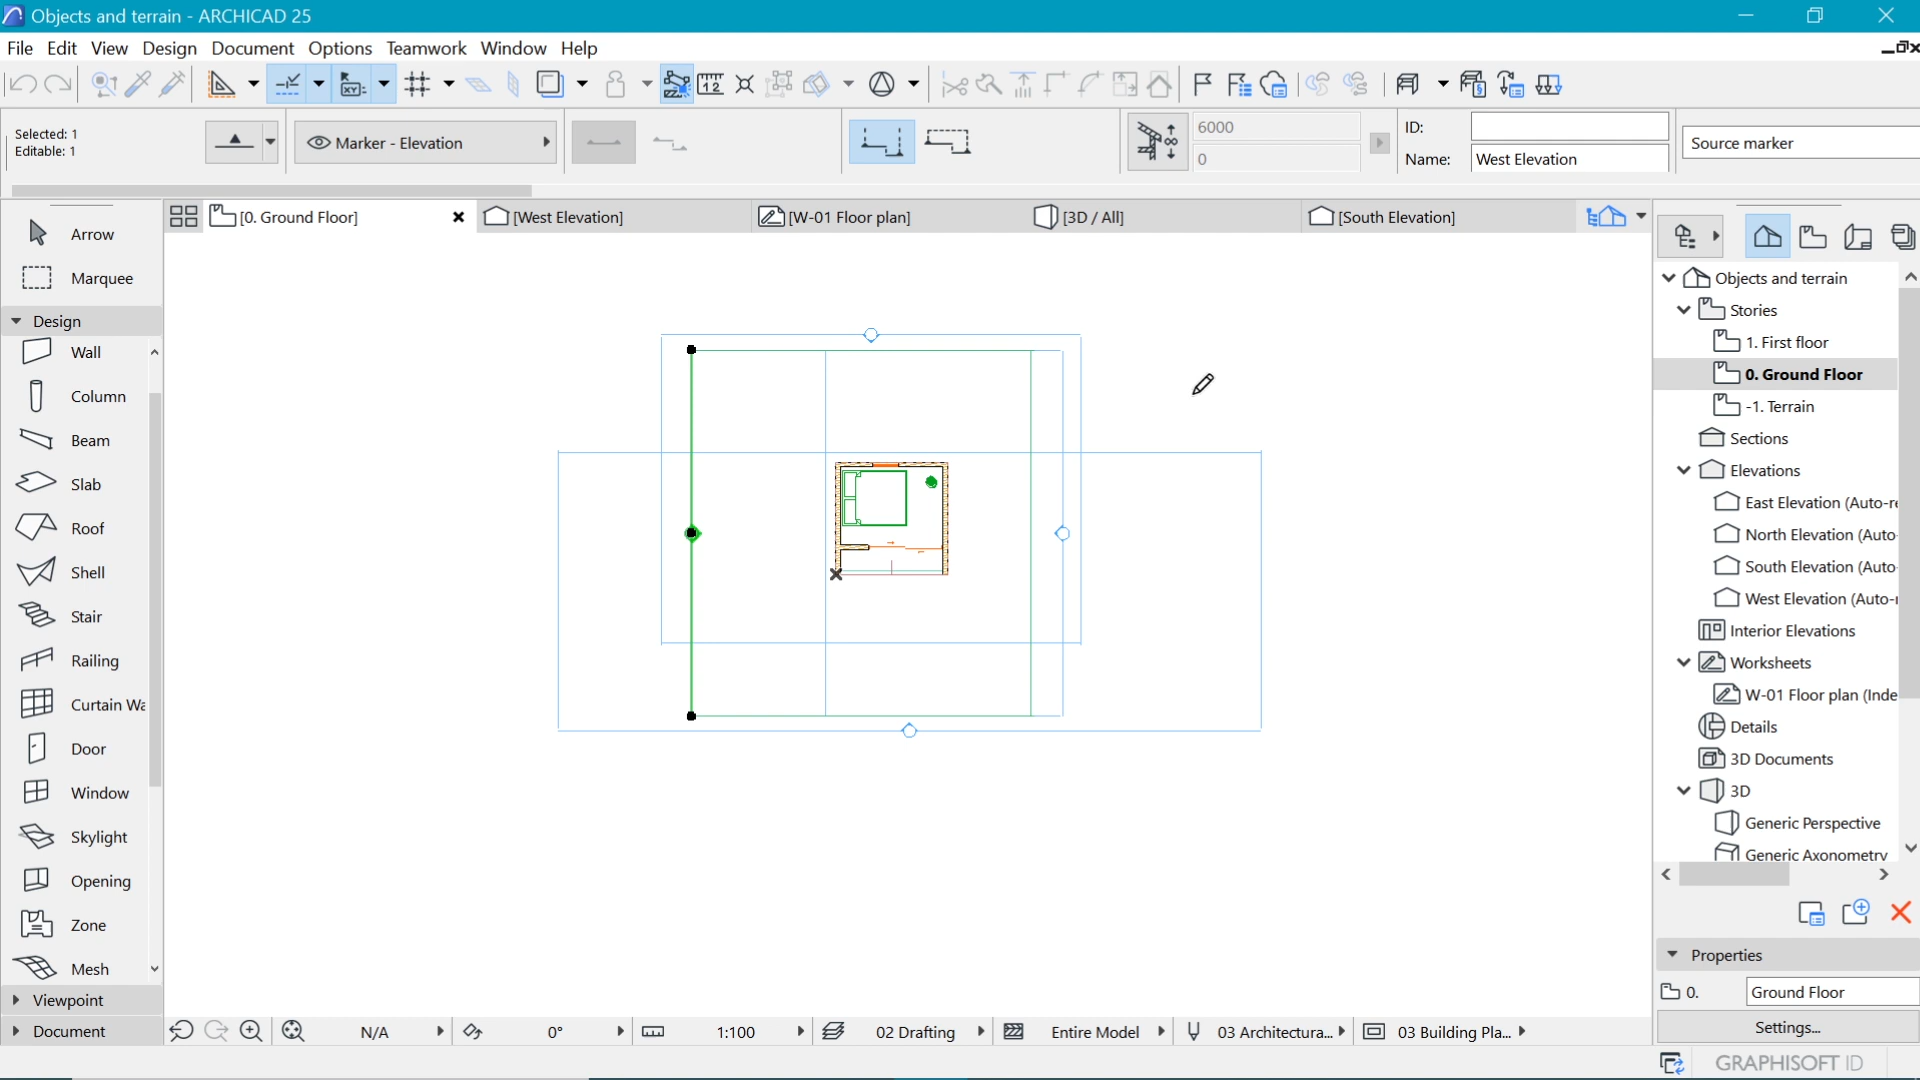 Objects and terrain - ARCHICAD 25
File Edit View Design Document Options Teamwork Window Help
Selected: 1
Editable: 1
Marker - Elevation
6000
0
ID:
Name: West Elevation
Source marker
[0. Ground Floor]
[West Elevation]
[W-01 Floor plan]
[3D / All]
[South Elevation]
Arrow
Marquee
Design
Wall
Column
Beam
Slab
Roof
Shell
Stair
Railing
Curtain Wa
Door
Window
Skylight
Opening
Zone
Mesh
Viewpoint
Document
Objects and terrain
Stories
1. First floor
0. Ground Floor
-1. Terrain
Sections
Elevations
East Elevation (Auto-re
North Elevation (Auto-
South Elevation (Auto-
West Elevation (Auto-r
Interior Elevations
Worksheets
W-01 Floor plan (Inde
Details
3D Documents
3D
Generic Perspective
Generic Axonometry
Properties
0. Ground Floor
Settings...
N/A
0°
1:100
02 Drafting
Entire Model
03 Architectura...
03 Building Pla...
GRAPHISOFT ID